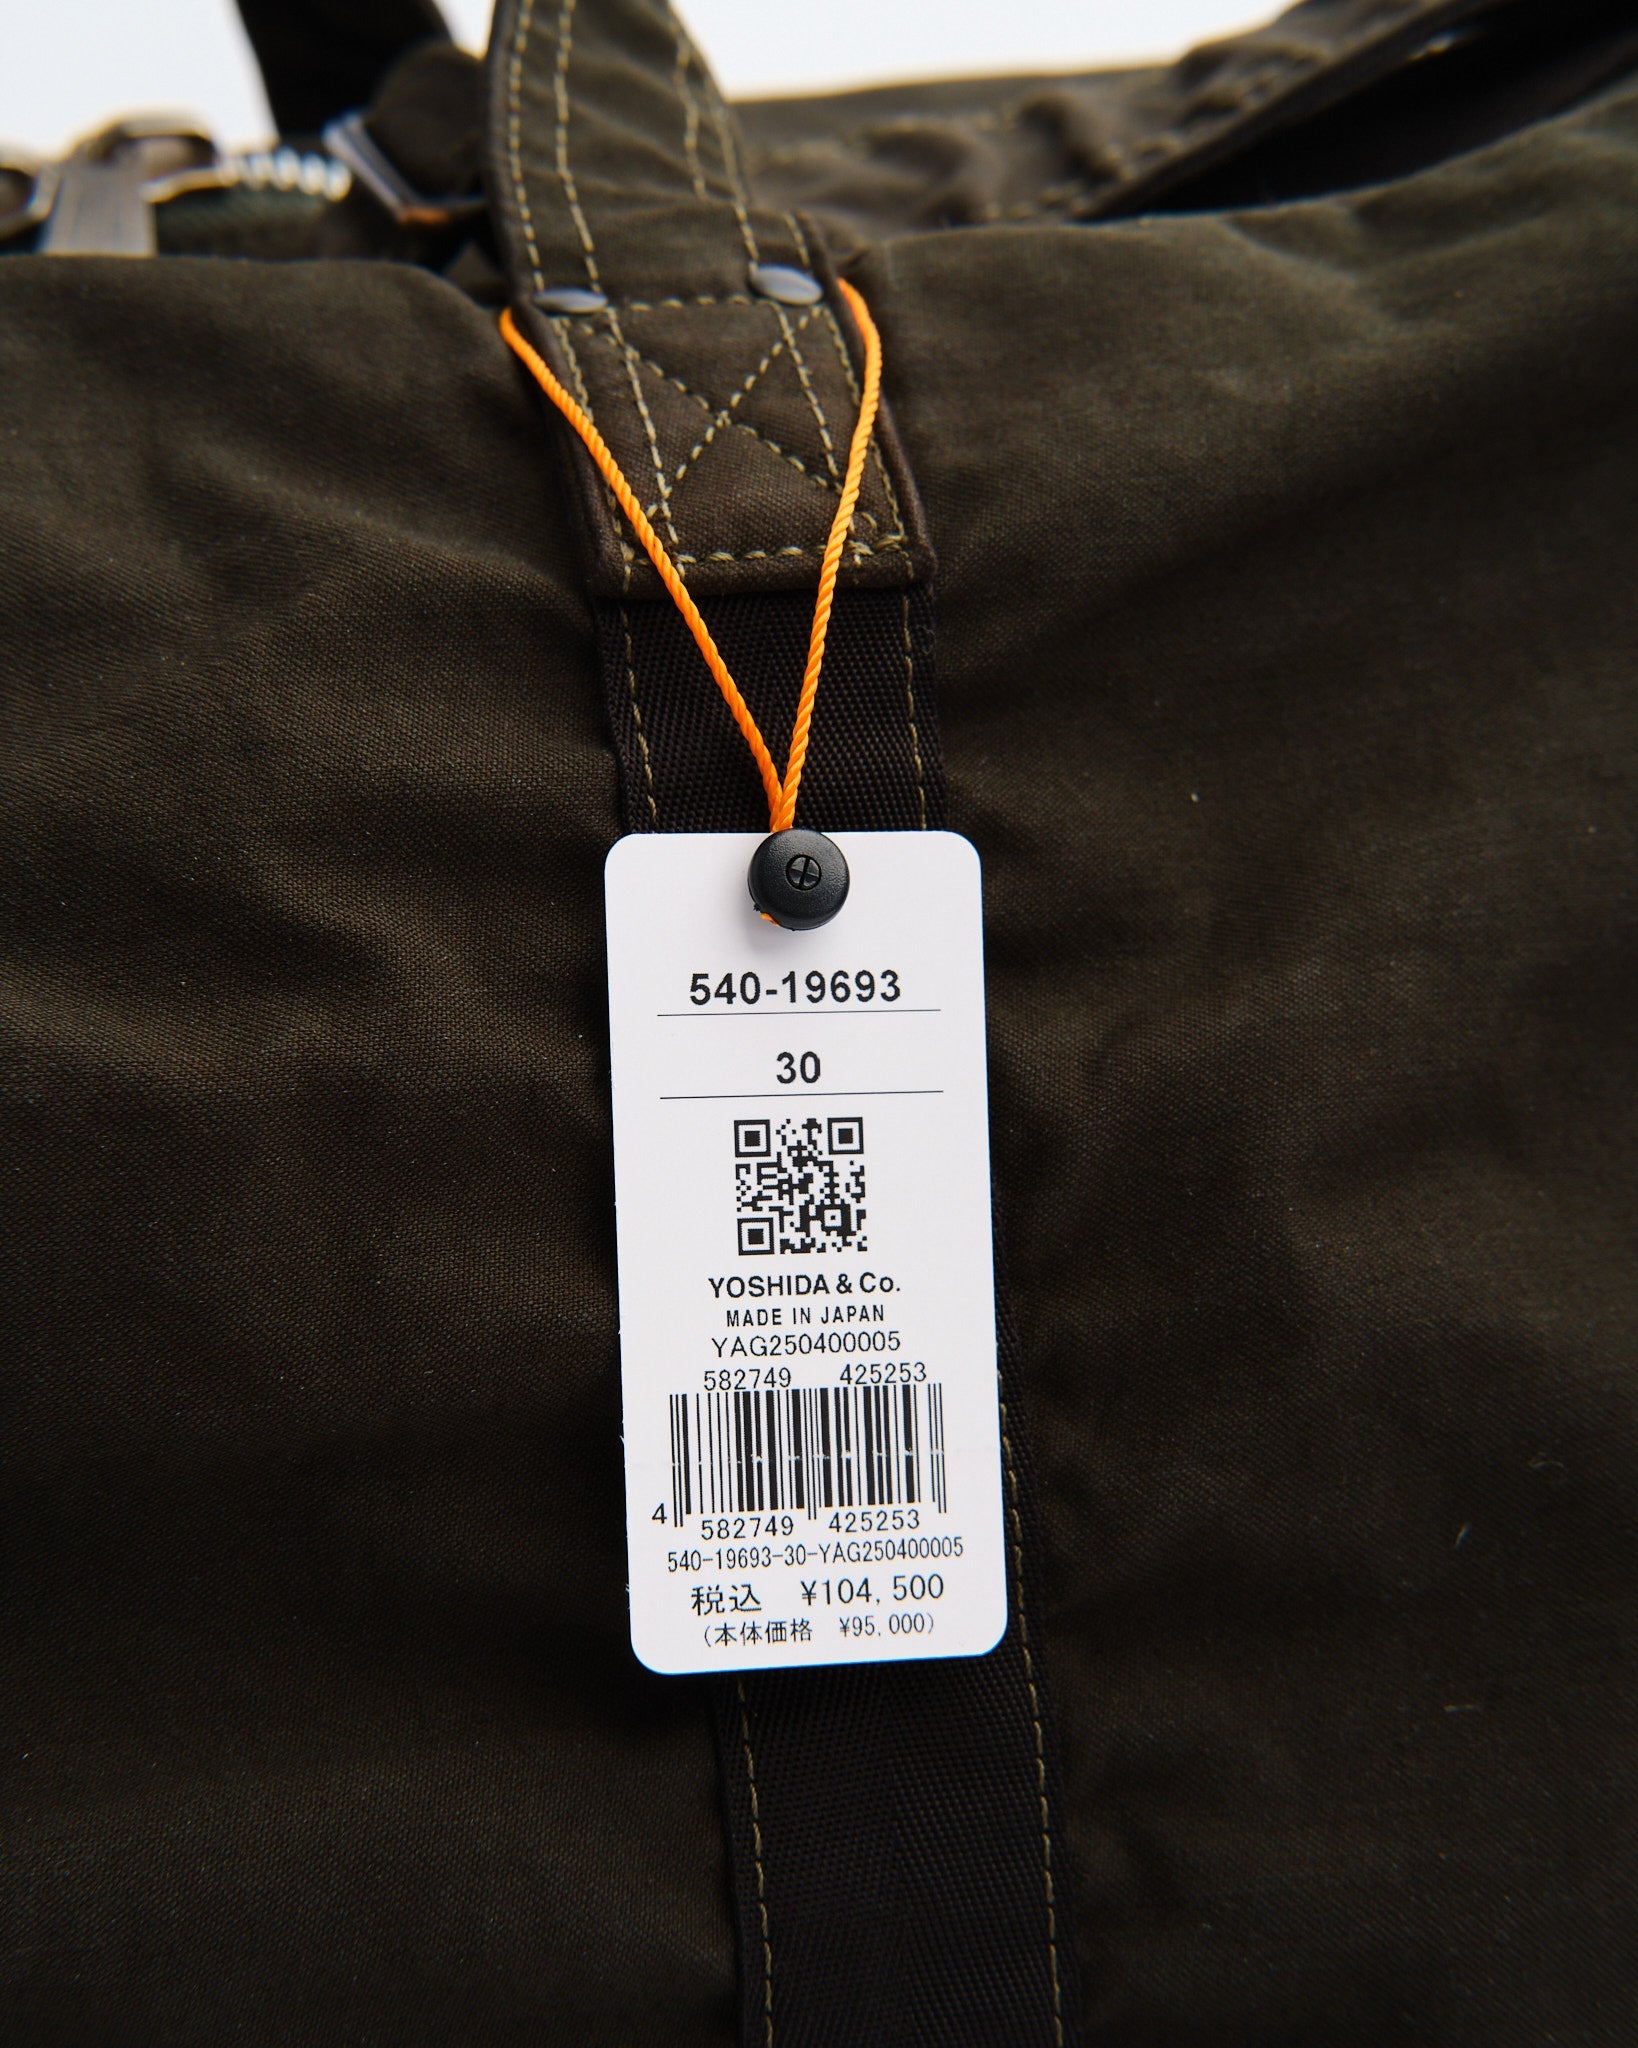 540-19693
30
YOSHIDA & Co.
MADE IN JAPAN
YAG250400005
582749 425253
4 582749 425253
540-19693-30-YAG250400005
税込 ¥104,500
(本体価格 ¥95,000)